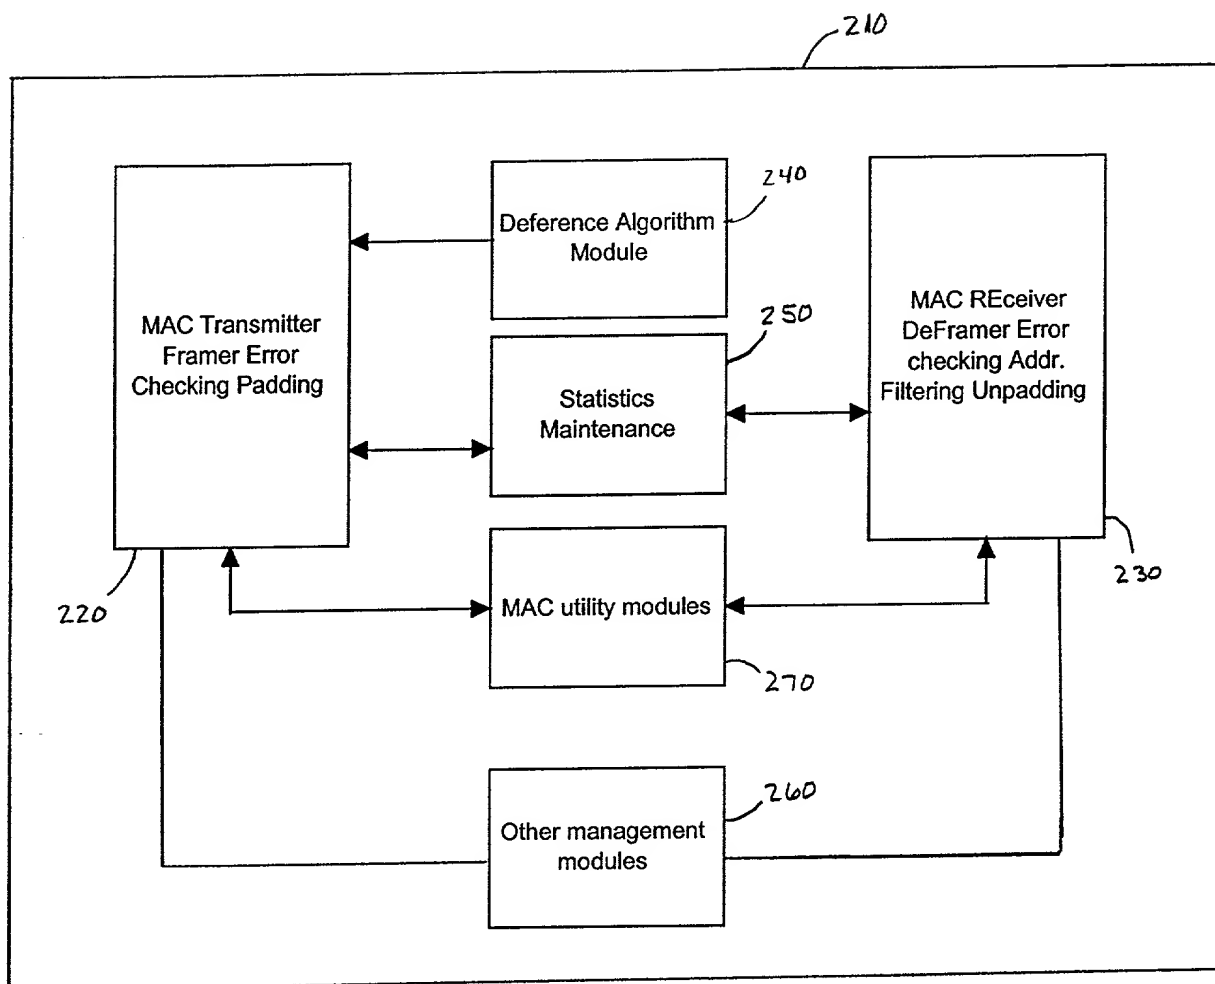 210
MAC Transmitter
Framer Error
Checking Padding
220
Deference Algorithm
Module
240
Statistics
Maintenance
250
MAC utility modules
270
Other management
modules
260
MAC REceiver
DeFramer Error
checking Addr.
Filtering Unpadding
230